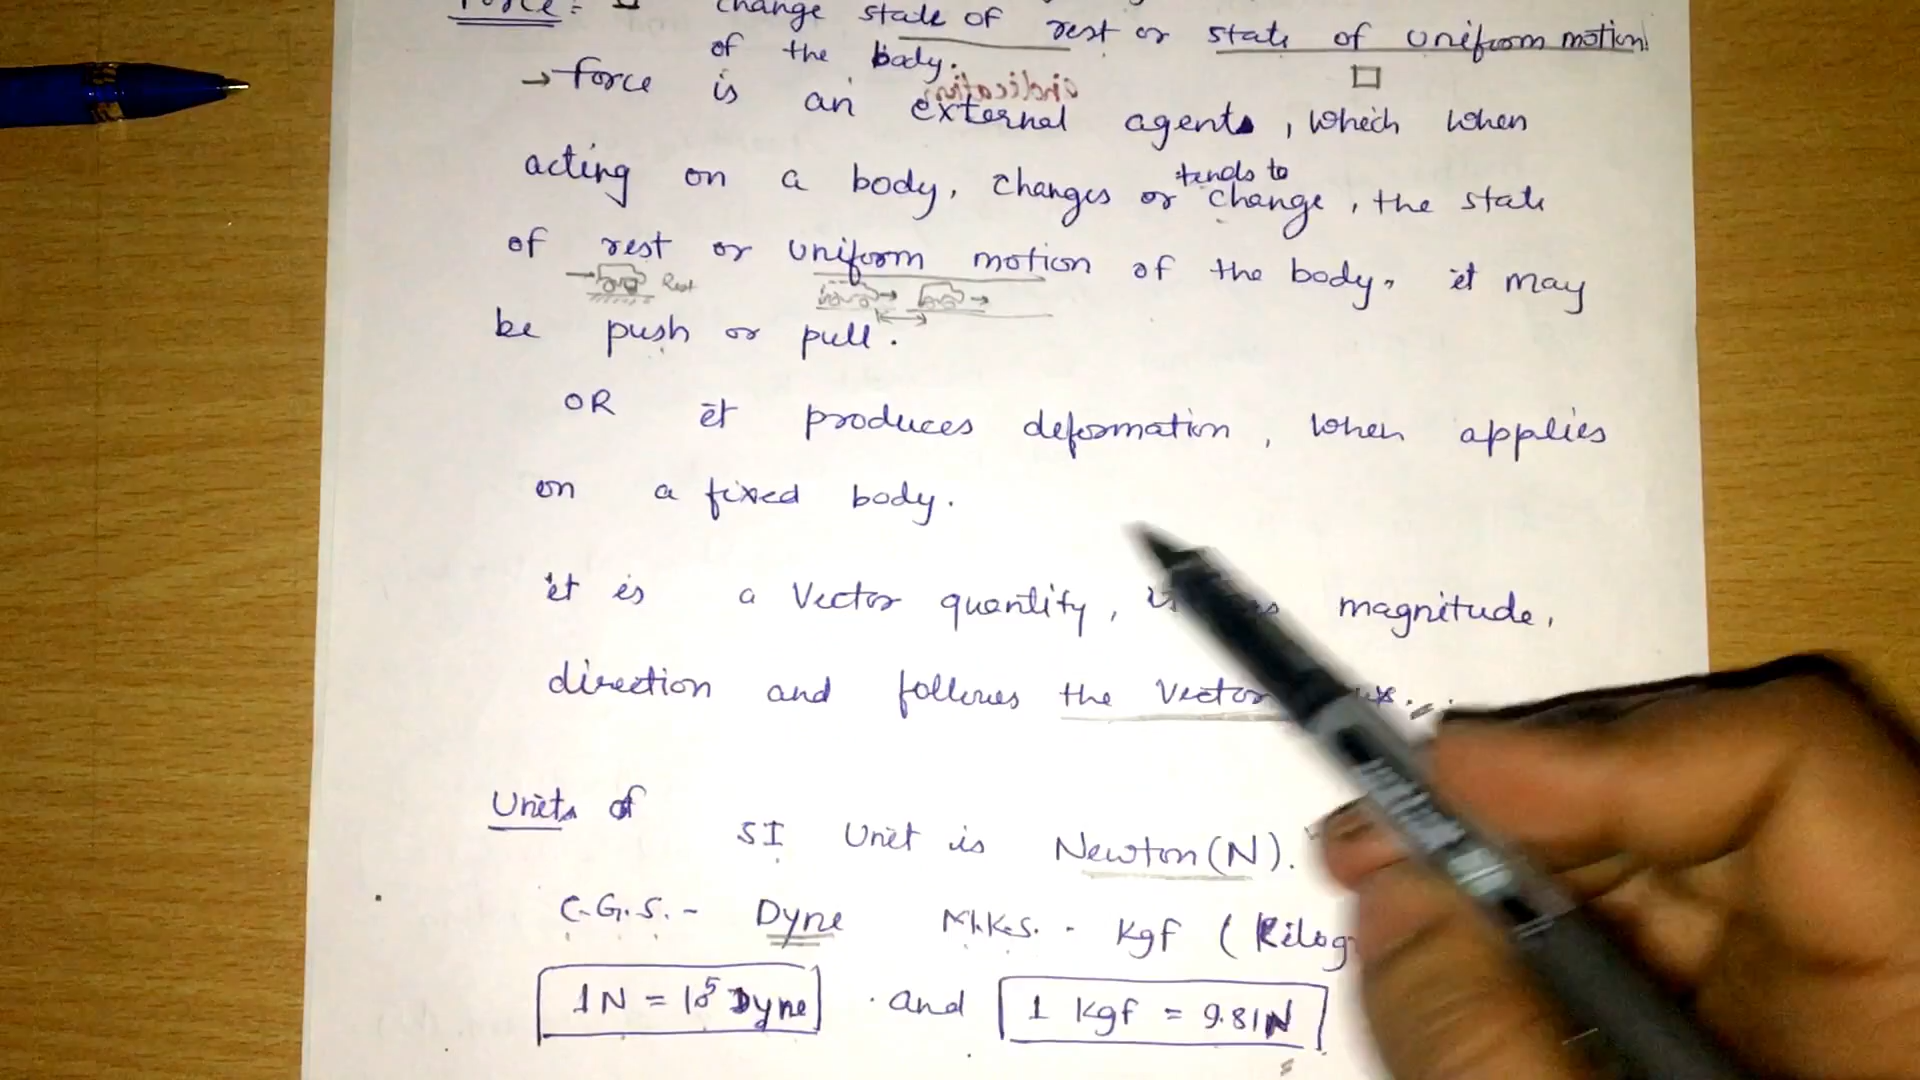 Force:
change state of rest or state of uniform motion
of the body.
→ force is an external agent, which when
acting on a body, changes or tends to change, the state
of rest or uniform motion of the body, it may
Rest
be push or pull.
OR it produces deformation, when applies
on a fixed body.
it is a Vector quantity, magnitude,
direction and follows the Vector
Units of
SI Unit is Newton (N).
C.G.S. - Dyne M.K.S. - Kgf (
1N = 10⁵ Dyne and 1 Kgf = 9.81N